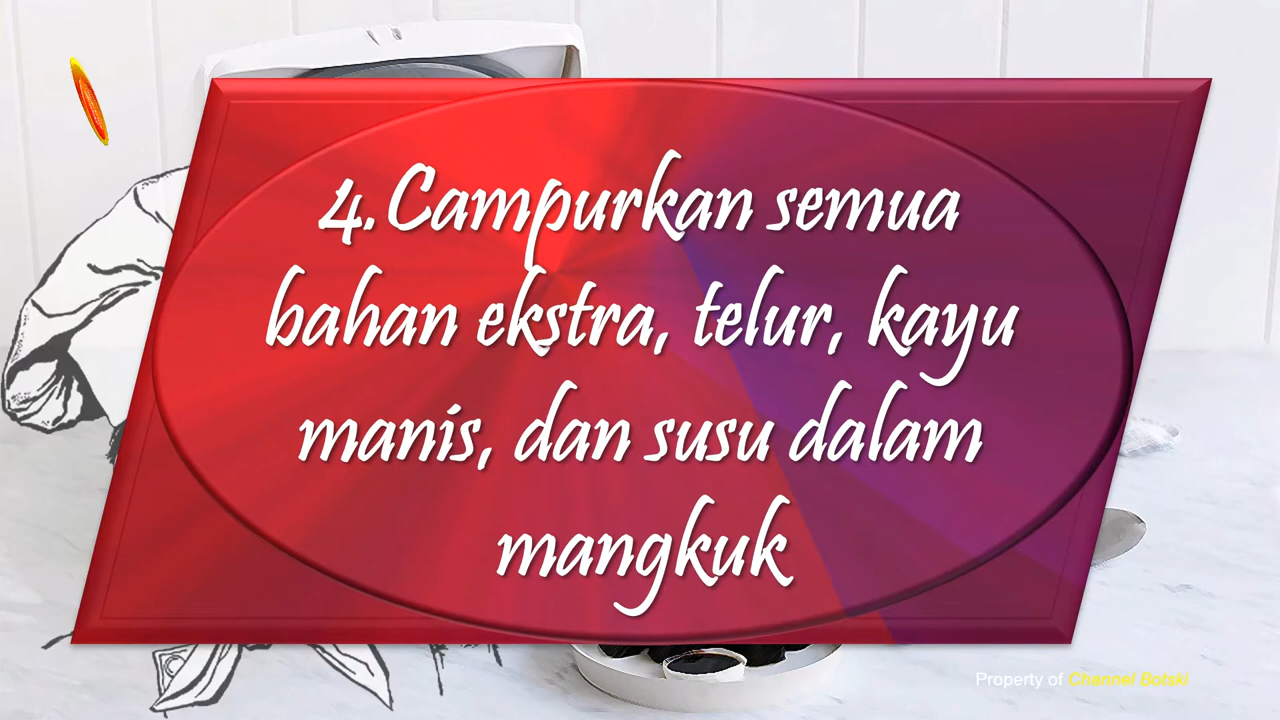 4. Campurkan semua
bahan ekstra, telur, kayu
manis, dan susu dalam
mangkuk
Property of Channel Botski